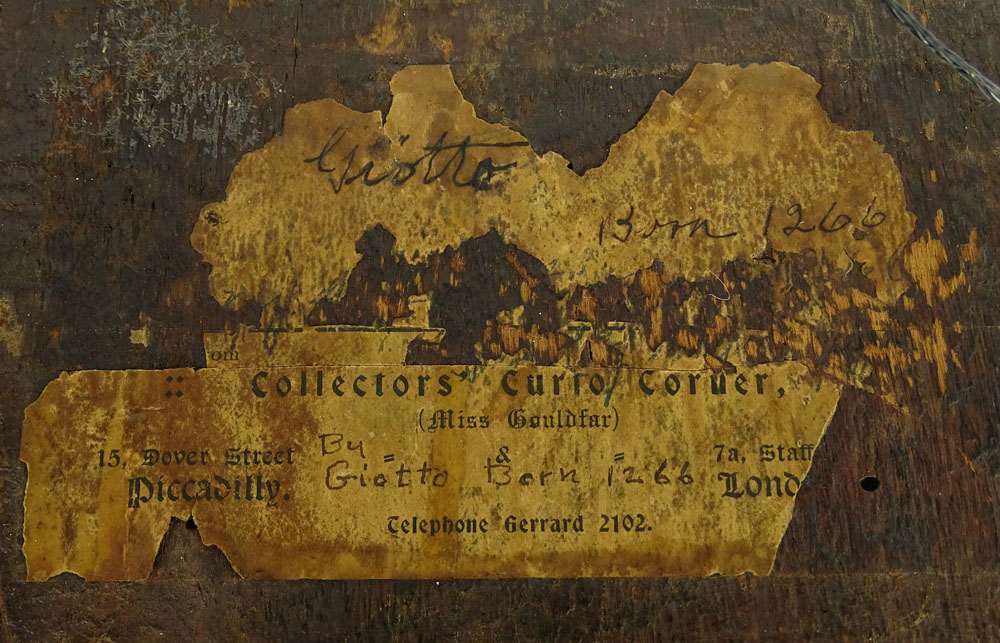 Giotto
Born 1266
om
:: Collectors' Curio Corner,
(Miss Gouldfar)
15, Dover Street By & 7a, Staff
Piccadilly. Giotto = Born = 1266 Lond
Telephone Gerrard 2102.